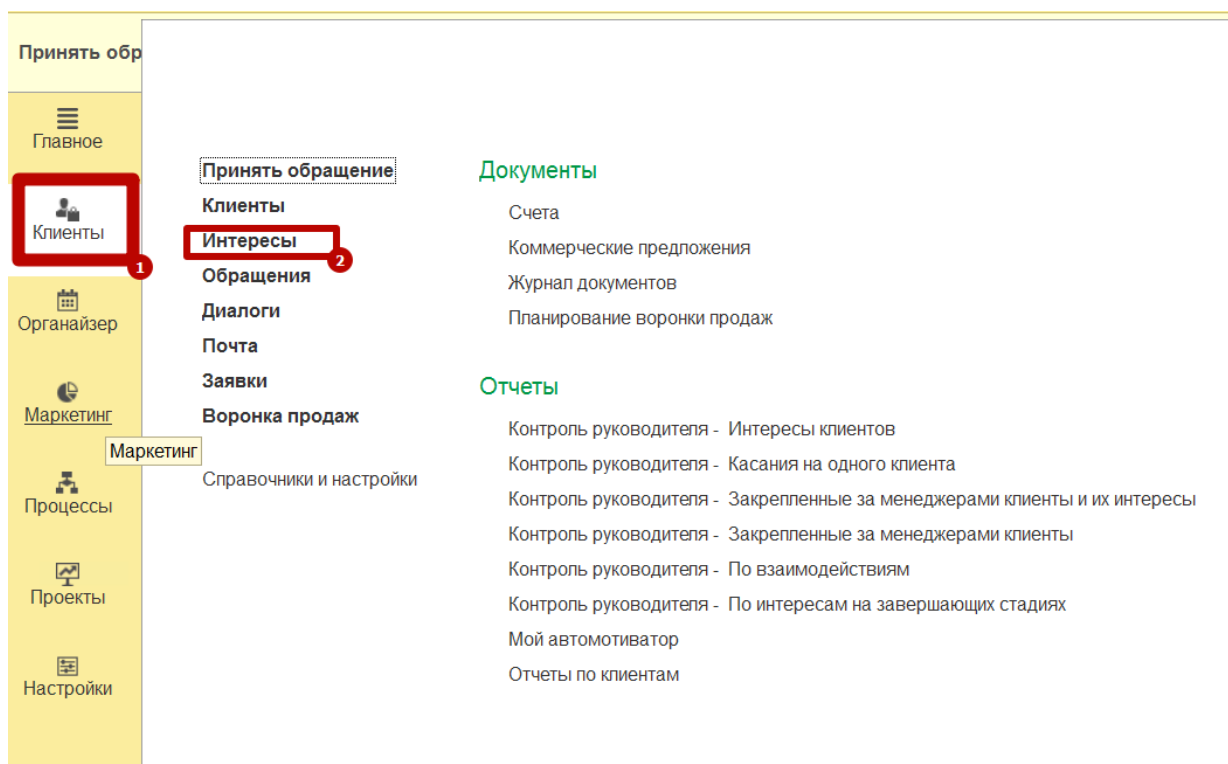 Принять обр
Главное
Клиенты
1
Органайзер
Маркетинг
Маркетинг
Процессы
Проекты
Настройки
Принять обращение
Клиенты
Интересы
2
Обращения
Диалоги
Почта
Заявки
Воронка продаж
Справочники и настройки
Документы
Счета
Коммерческие предложения
Журнал документов
Планирование воронки продаж
Отчеты
Контроль руководителя - Интересы клиентов
Контроль руководителя - Касания на одного клиента
Контроль руководителя - Закрепленные за менеджерами клиенты и их интересы
Контроль руководителя - Закрепленные за менеджерами клиенты
Контроль руководителя - По взаимодействиям
Контроль руководителя - По интересам на завершающих стадиях
Мой автомотиватор
Отчеты по клиентам